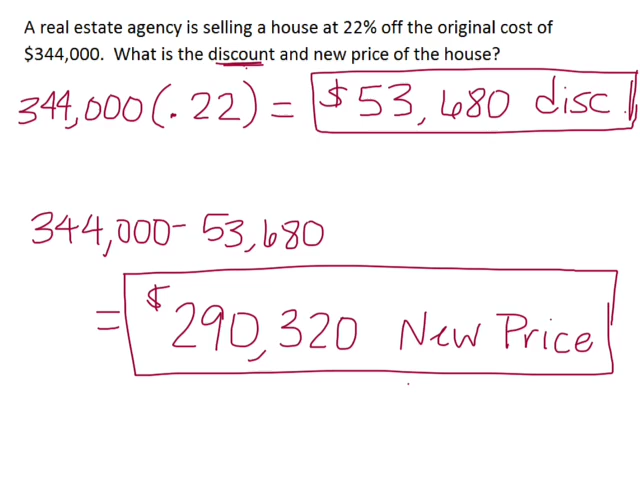 A real estate agency is selling a house at 22% off the original cost of
$344,000.  What is the discount and new price of the house?
344,000(.22) = $53,680 disc.
344,000 - 53,680
= $290,320 New Price